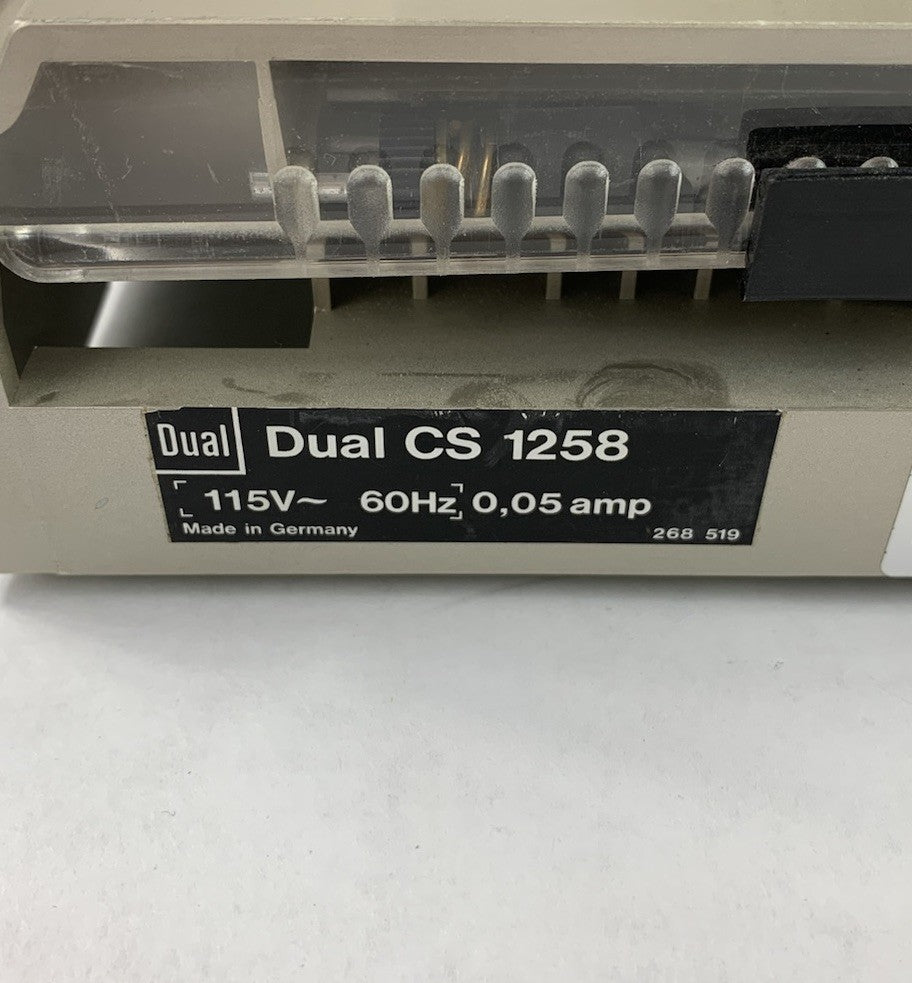 Dual Dual CS 1258
115V~ 60Hz 0,05 amp
Made in Germany 268 519